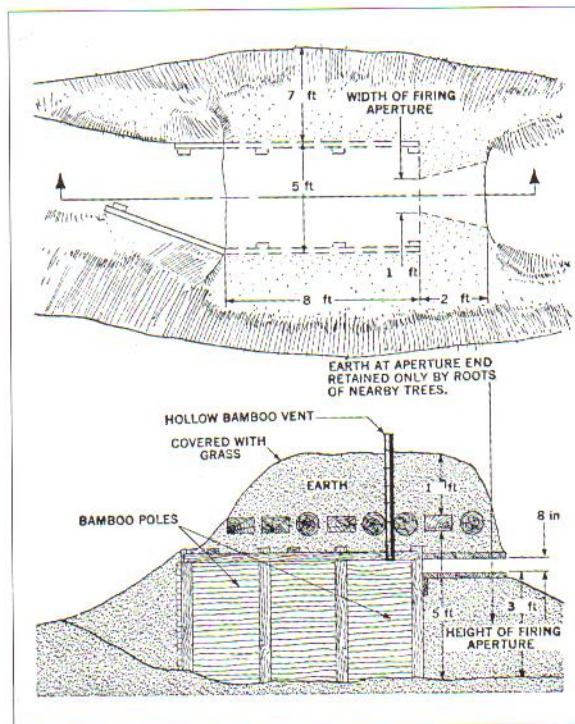 7 ft
WIDTH OF FIRING
APERTURE
5 ft
1 ft
8 ft
2 ft
EARTH AT APERTURE END
RETAINED ONLY BY ROOTS
OF NEARBY TREES.
HOLLOW BAMBOO VENT
COVERED WITH
GRASS
EARTH
1 ft
BAMBOO POLES
8 in
5 ft
3 ft
HEIGHT OF FIRING
APERTURE